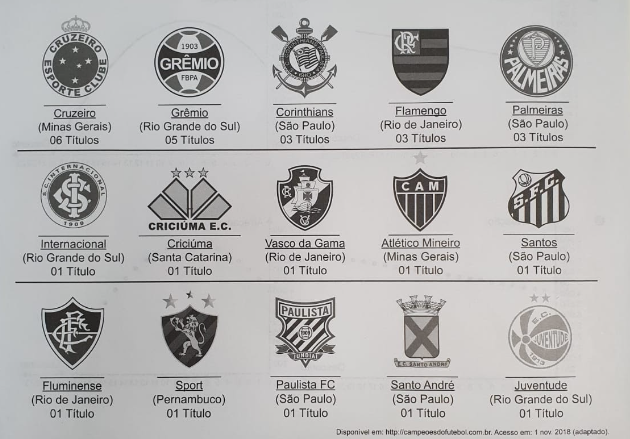 CRUZEIRO
ESPORTE CLUBE
1903
GRÊMIO
FBPA
PALMEIRAS
Cruzeiro
(Minas Gerais)
06 Títulos
Grêmio
(Rio Grande do Sul)
05 Títulos
Corinthians
(São Paulo)
03 Títulos
Flamengo
(Rio de Janeiro)
03 Títulos
Palmeiras
(São Paulo)
03 Títulos
S.C. INTERNACIONAL
1909
CRICIÚMA E.C.
CAM
S.F.C.
Internacional
(Rio Grande do Sul)
01 Título
Criciúma
(Santa Catarina)
01 Título
Vasco da Gama
(Rio de Janeiro)
01 Título
Atlético Mineiro
(Minas Gerais)
01 Título
Santos
(São Paulo)
01 Título
PAULISTA
1909
JUNDIAÍ
E.C. SANTO ANDRÉ
E.C.
JUVENTUDE
1913
Fluminense
(Rio de Janeiro)
01 Título
Sport
(Pernambuco)
01 Título
Paulista FC
(São Paulo)
01 Título
Santo André
(São Paulo)
01 Título
Juventude
(Rio Grande do Sul)
01 Título
Disponível em: http://campeoesdofutebol.com.br. Acesso em: 1 nov. 2018 (adaptado).